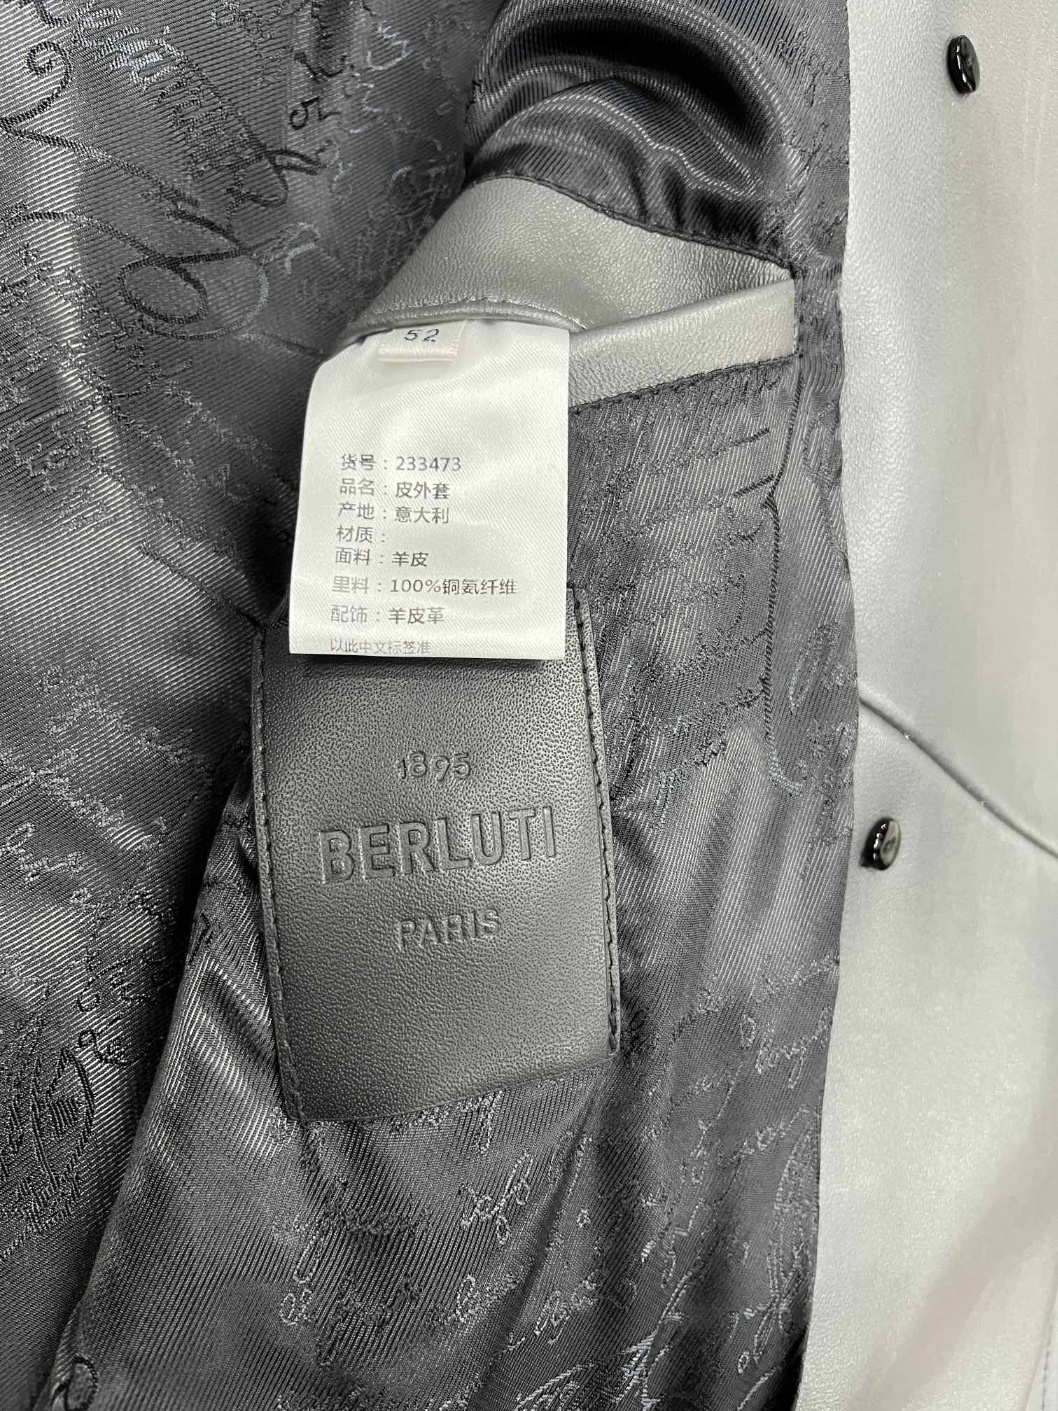 52
货号：233473
品名：皮外套
产地：意大利
材质：
面料：羊皮
里料：100%铜氨纤维
配饰：羊皮革
以此中文标签准
1895
BERLUTI
PARIS